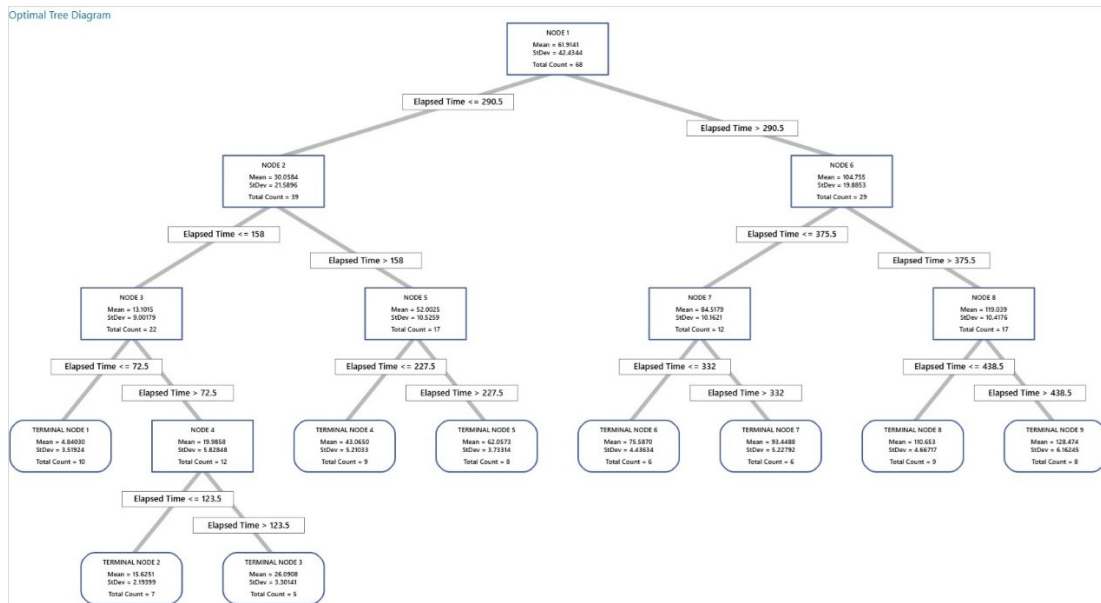 Optimal Tree Diagram
NODE 1
Mean = 61.9141
StDev = 42.4344
Total Count = 68
Elapsed Time <= 290.5
Elapsed Time > 290.5
NODE 2
Mean = 30.0584
StDev = 21.5896
Total Count = 39
NODE 6
Mean = 104.755
StDev = 19.8853
Total Count = 29
Elapsed Time <= 158
Elapsed Time > 158
Elapsed Time <= 375.5
Elapsed Time > 375.5
NODE 3
Mean = 13.1015
StDev = 9.00179
Total Count = 22
NODE 5
Mean = 52.0025
StDev = 10.5259
Total Count = 17
NODE 7
Mean = 84.5179
StDev = 10.1621
Total Count = 12
NODE 8
Mean = 119.039
StDev = 10.4176
Total Count = 17
Elapsed Time <= 72.5
Elapsed Time > 72.5
Elapsed Time <= 227.5
Elapsed Time > 227.5
Elapsed Time <= 332
Elapsed Time > 332
Elapsed Time <= 438.5
Elapsed Time > 438.5
TERMINAL NODE 1
Mean = 4.84030
StDev = 3.51924
Total Count = 10
NODE 4
Mean = 19.9858
StDev = 5.82848
Total Count = 12
TERMINAL NODE 4
Mean = 43.0650
StDev = 5.21033
Total Count = 9
TERMINAL NODE 5
Mean = 62.0573
StDev = 3.73314
Total Count = 8
TERMINAL NODE 6
Mean = 75.5870
StDev = 4.43634
Total Count = 6
TERMINAL NODE 7
Mean = 93.4488
StDev = 5.22792
Total Count = 6
TERMINAL NODE 8
Mean = 110.653
StDev = 4.66717
Total Count = 9
TERMINAL NODE 9
Mean = 128.474
StDev = 6.16245
Total Count = 8
Elapsed Time <= 123.5
Elapsed Time > 123.5
TERMINAL NODE 2
Mean = 15.6251
StDev = 2.19399
Total Count = 7
TERMINAL NODE 3
Mean = 26.0908
StDev = 3.30141
Total Count = 5